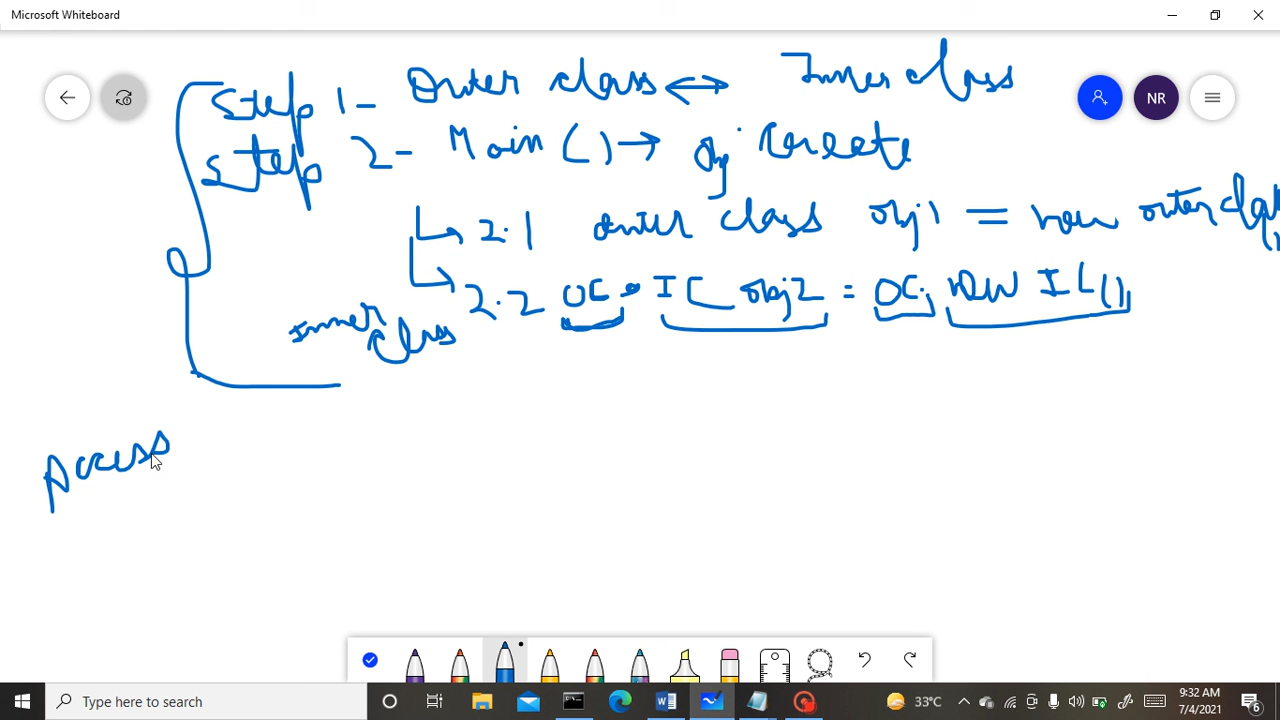 Microsoft Whiteboard
Step 1- Outer class ↔ Inner class
NR
Step 2- Main () → obj Create
2.1 outer class obj1 = new outer class
2.2 OC. IC obj2 = OC. new IC()
Inner
class
Access
Type here to search
33°C
9:32 AM
7/4/2021
6